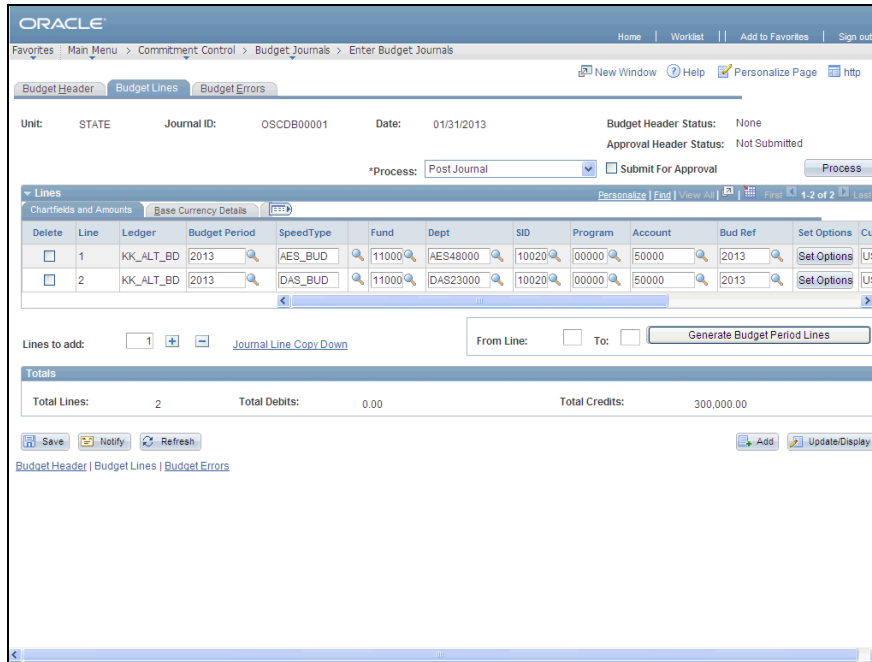 ORACLE
Home | Worklist | | Add to Favorites | Sign out
Favorites | Main Menu > Commitment Control > Budget Journals > Enter Budget Journals
New Window Help Personalize Page http
Budget Header Budget Lines Budget Errors
Unit: STATE Journal ID: OSCDB00001 Date: 01/31/2013 Budget Header Status: None
Approval Header Status: Not Submitted
*Process: Post Journal Submit For Approval Process
Lines Personalize | Find | View All | First 1-2 of 2 Last
Chartfields and Amounts Base Currency Details
Delete Line Ledger Budget Period SpeedType Fund Dept SID Program Account Bud Ref Set Options Cu
1 KK_ALT_BD 2013 AES_BUD 11000 AES48000 10020 00000 50000 2013 Set Options US
2 KK_ALT_BD 2013 DAS_BUD 11000 DAS23000 10020 00000 50000 2013 Set Options US
Lines to add: 1 + - Journal Line Copy Down From Line: To: Generate Budget Period Lines
Totals
Total Lines: 2 Total Debits: 0.00 Total Credits: 300,000.00
Save Notify Refresh Add Update/Display
Budget Header | Budget Lines | Budget Errors